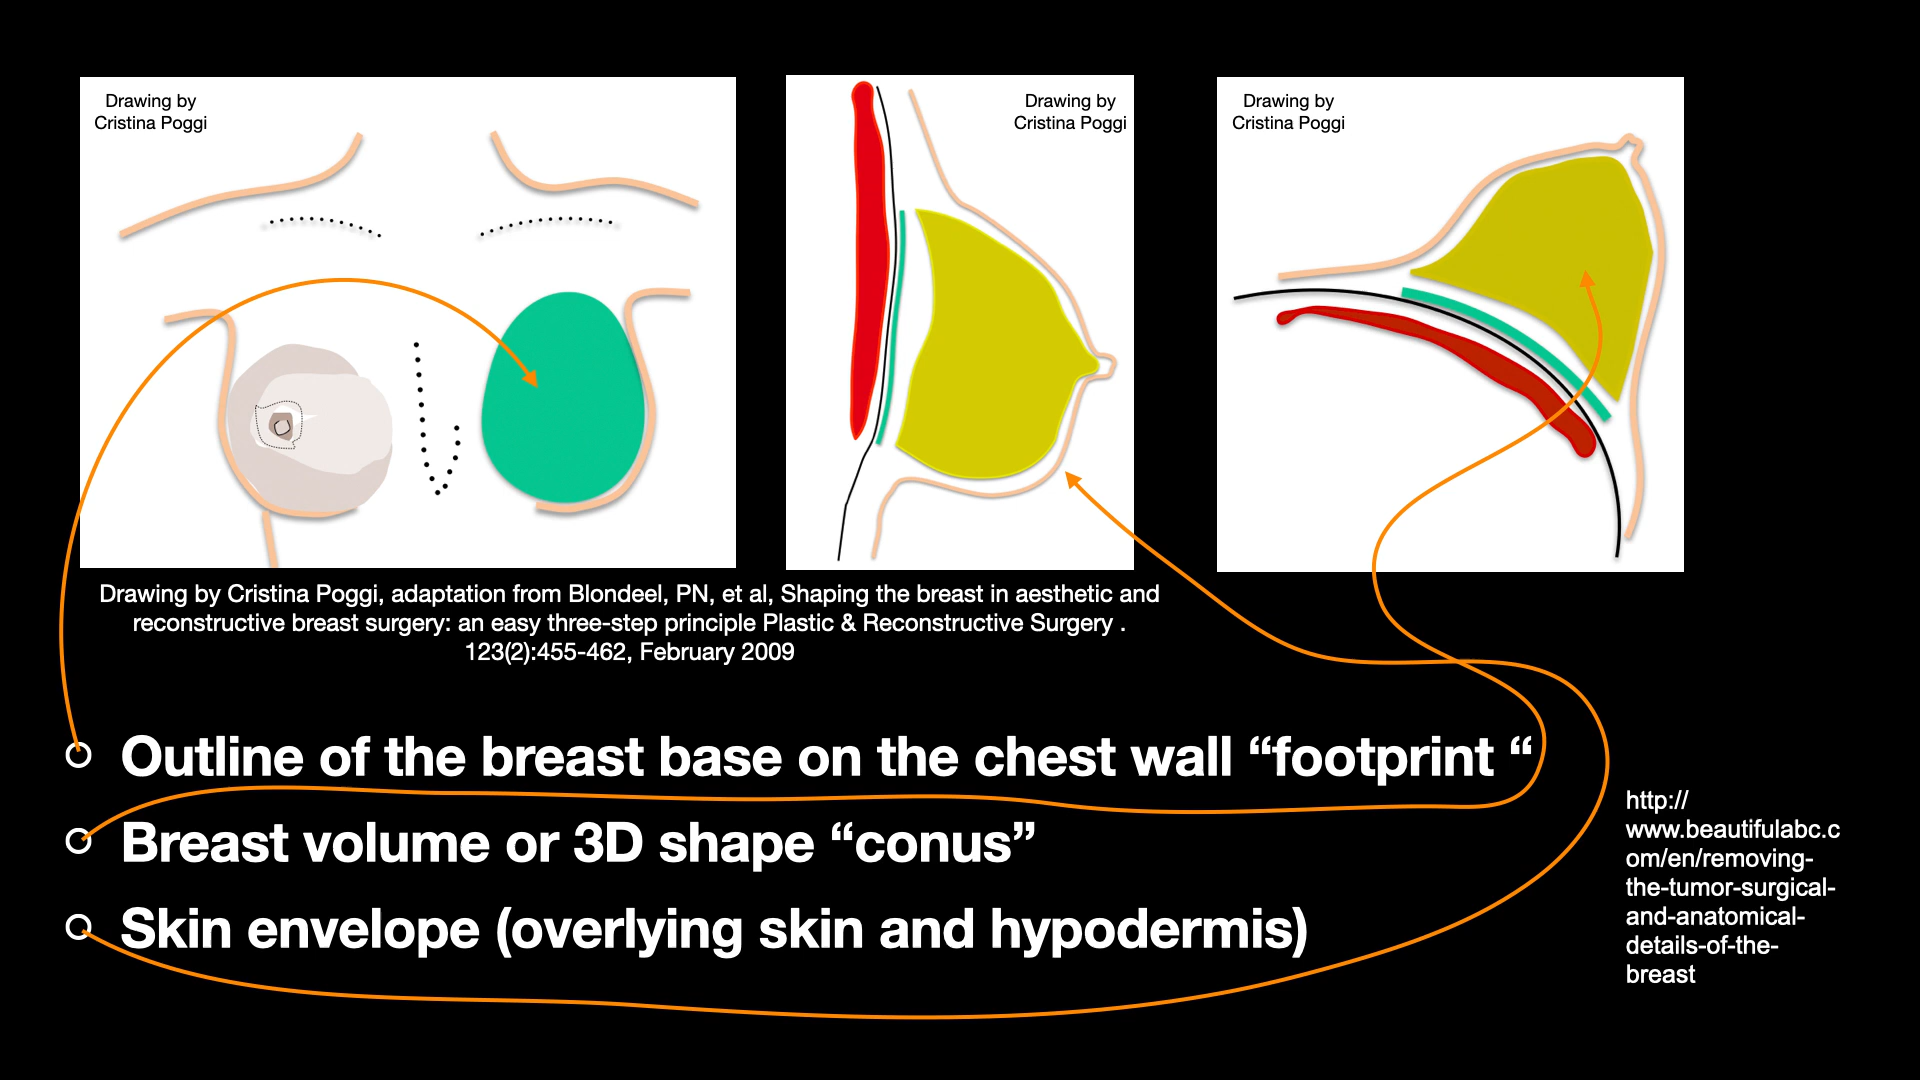 Drawing by
Cristina Poggi
Drawing by
Cristina Poggi
Drawing by
Cristina Poggi
Drawing by Cristina Poggi, adaptation from Blondeel, PN, et al, Shaping the breast in aesthetic and
reconstructive breast surgery: an easy three-step principle Plastic & Reconstructive Surgery .
123(2):455-462, February 2009
Outline of the breast base on the chest wall “footprint “
Breast volume or 3D shape “conus”
Skin envelope (overlying skin and hypodermis)
http://
www.beautifulabc.c
om/en/removing-
the-tumor-surgical-
and-anatomical-
details-of-the-
breast